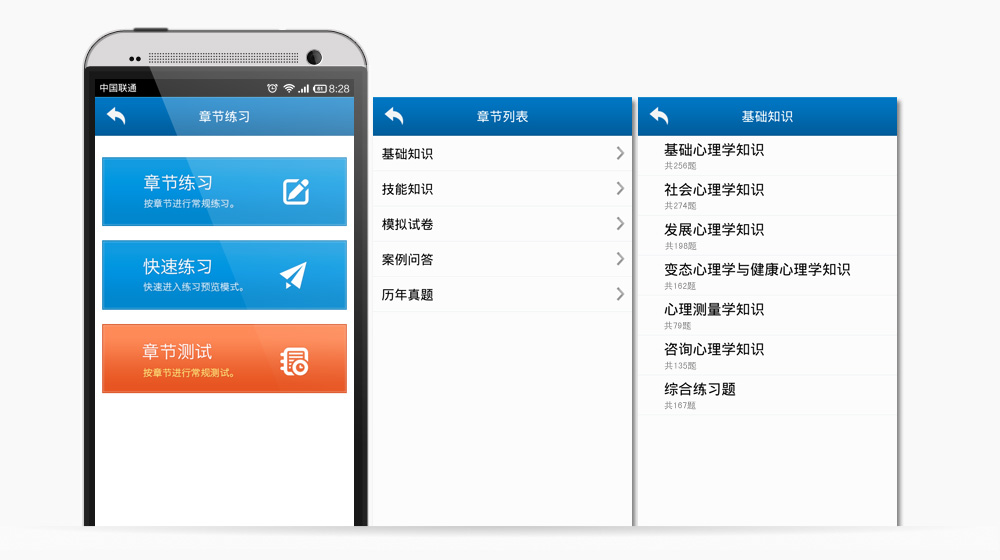 中国联通
61
8:28
章节练习
章节练习
按章节进行常规练习。
快速练习
快速进入练习预览模式。
章节测试
按章节进行常规测试。
章节列表
基础知识
技能知识
模拟试卷
案例问答
历年真题
基础知识
基础心理学知识
共256题
社会心理学知识
共274题
发展心理学知识
共198题
变态心理学与健康心理学知识
共162题
心理测量学知识
共79题
咨询心理学知识
共135题
综合练习题
共167题